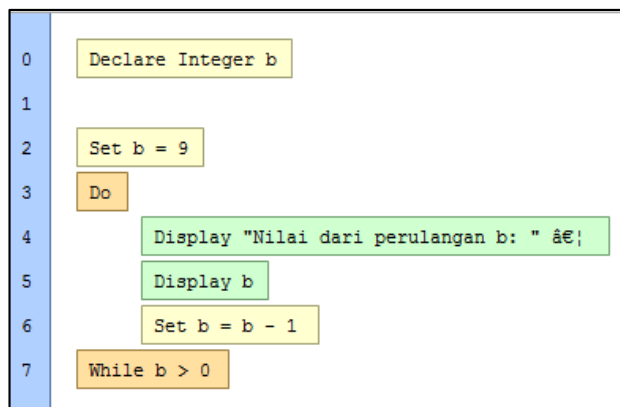 0 Declare Integer b
1
2 Set b = 9
3 Do
4 Display "Nilai dari perulangan b: " â€¦
5 Display b
6 Set b = b - 1
7 While b > 0